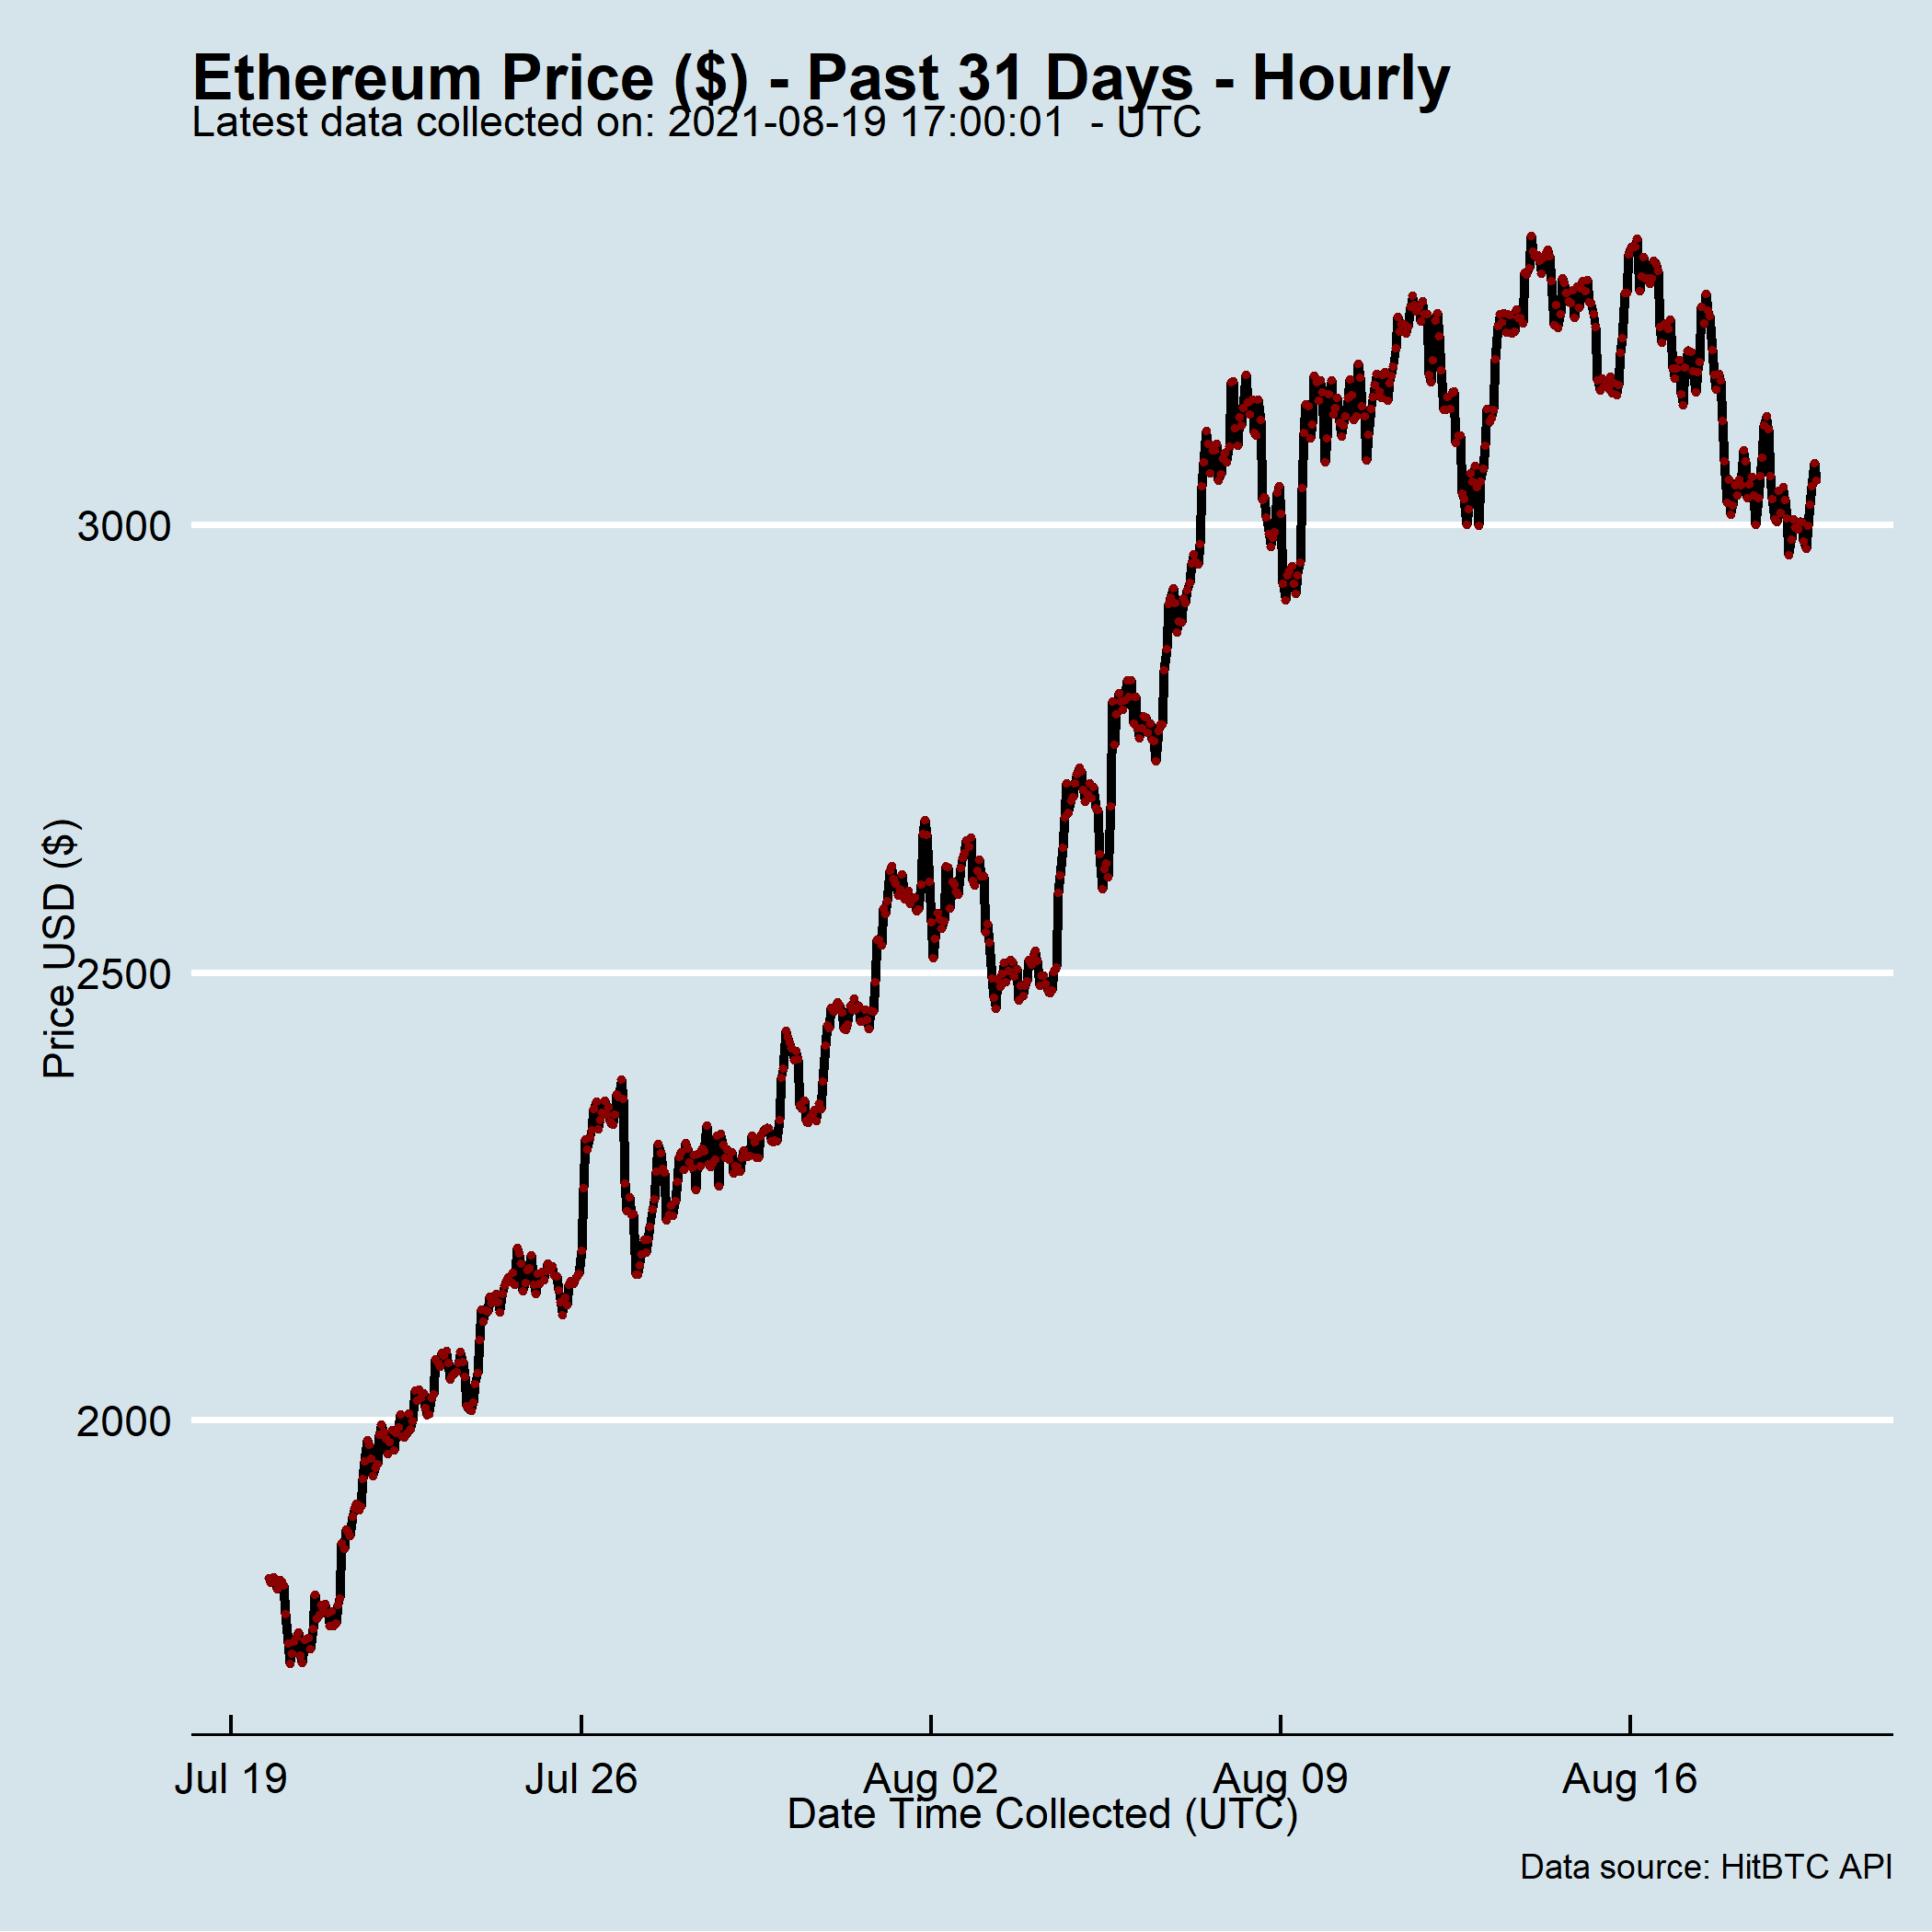 Ethereum Price ($) - Past 31 Days - Hourly
Latest data collected on: 2021-08-19 17:00:01  - UTC
Price USD ($)
3000
2500
2000
Jul 19
Jul 26
Aug 02
Aug 09
Aug 16
Date Time Collected (UTC)
Data source: HitBTC API